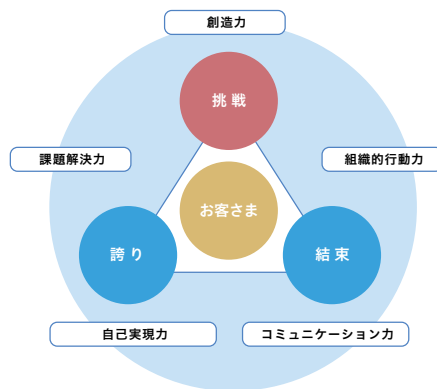 創造力
挑戦
課題解決力
組織的行動力
お客さま
誇り
結束
自己実現力
コミュニケーション力